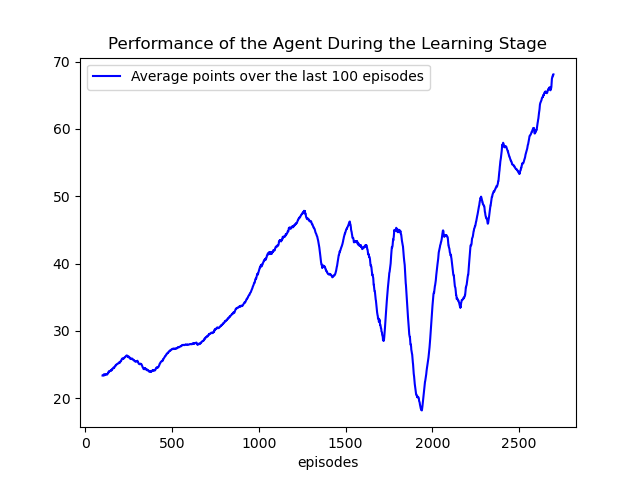 Performance of the Agent During the Learning Stage
Average points over the last 100 episodes
70
60
50
40
30
20
0 500 1000 1500 2000 2500
episodes